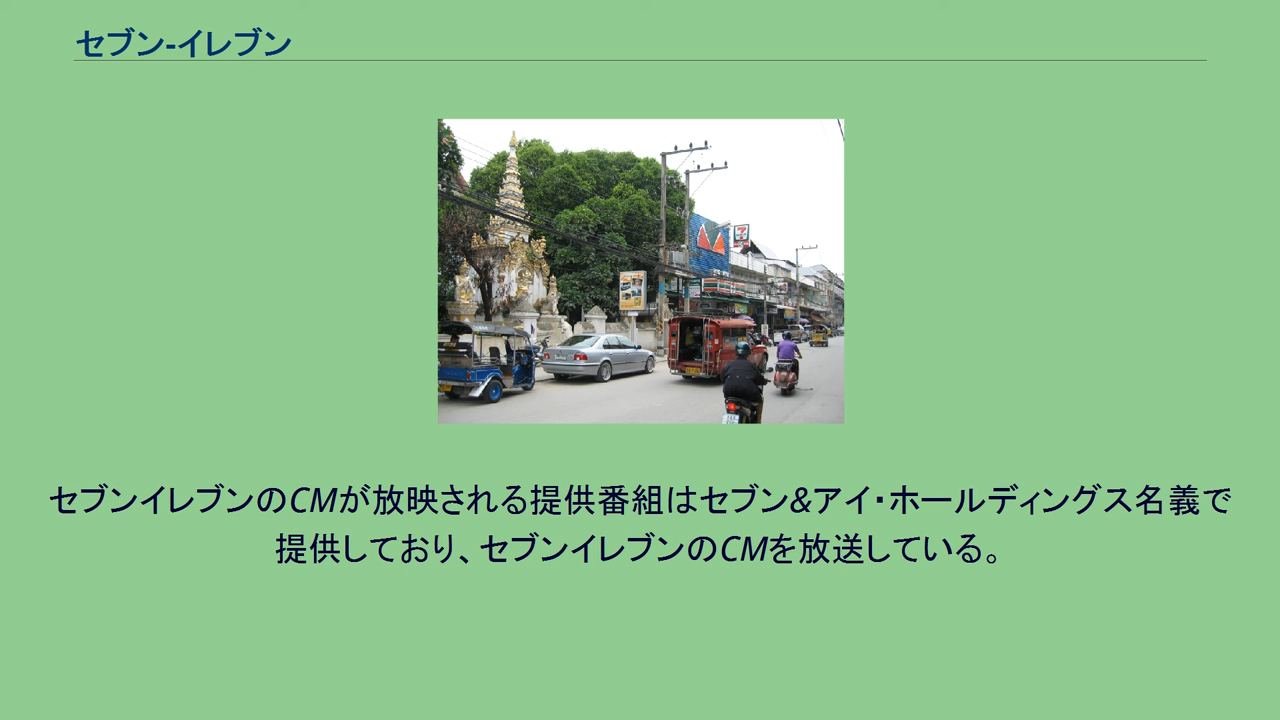 セブン-イレブン
セブンイレブンのCMが放映される提供番組はセブン&アイ・ホールディングス名義で
提供しており、セブンイレブンのCMを放送している。